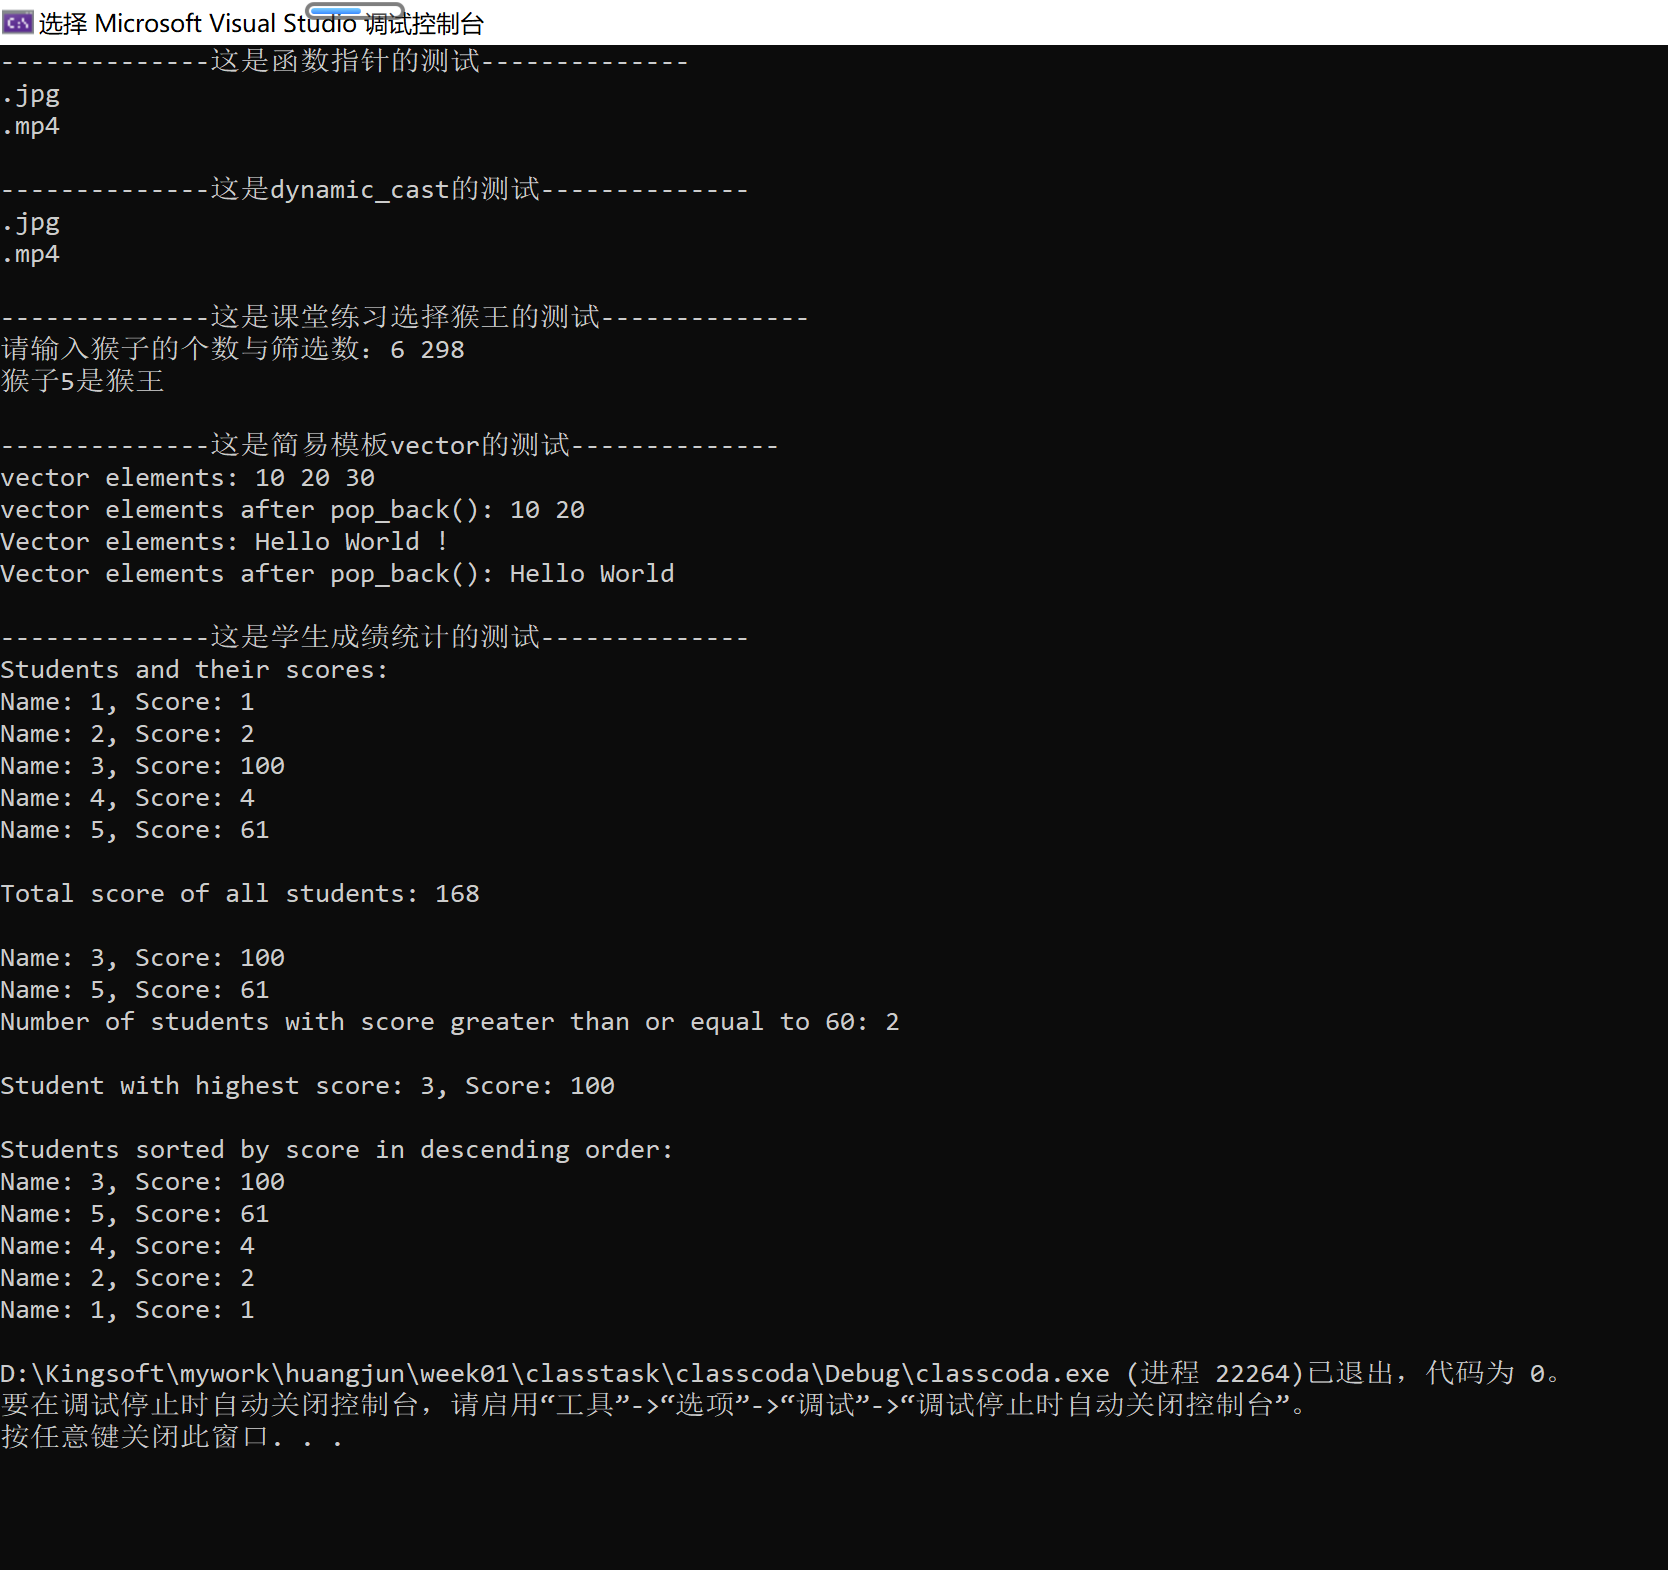 选择 Microsoft Visual Studio 调试控制台
--------------这是函数指针的测试--------------
.jpg
.mp4
--------------这是dynamic_cast的测试--------------
.jpg
.mp4
--------------这是课堂练习选择猴王的测试--------------
请输入猴子的个数与筛选数：6 298
猴子5是猴王
--------------这是简易模板vector的测试--------------
vector elements: 10 20 30
vector elements after pop_back(): 10 20
Vector elements: Hello World !
Vector elements after pop_back(): Hello World
--------------这是学生成绩统计的测试--------------
Students and their scores:
Name: 1, Score: 1
Name: 2, Score: 2
Name: 3, Score: 100
Name: 4, Score: 4
Name: 5, Score: 61
Total score of all students: 168
Name: 3, Score: 100
Name: 5, Score: 61
Number of students with score greater than or equal to 60: 2
Student with highest score: 3, Score: 100
Students sorted by score in descending order:
Name: 3, Score: 100
Name: 5, Score: 61
Name: 4, Score: 4
Name: 2, Score: 2
Name: 1, Score: 1
D:\Kingsoft\mywork\huangjun\week01\classtask\classcoda\Debug\classcoda.exe (进程 22264)已退出，代码为 0。
要在调试停止时自动关闭控制台，请启用“工具”->“选项”->“调试”->“调试停止时自动关闭控制台”。
按任意键关闭此窗口. . .